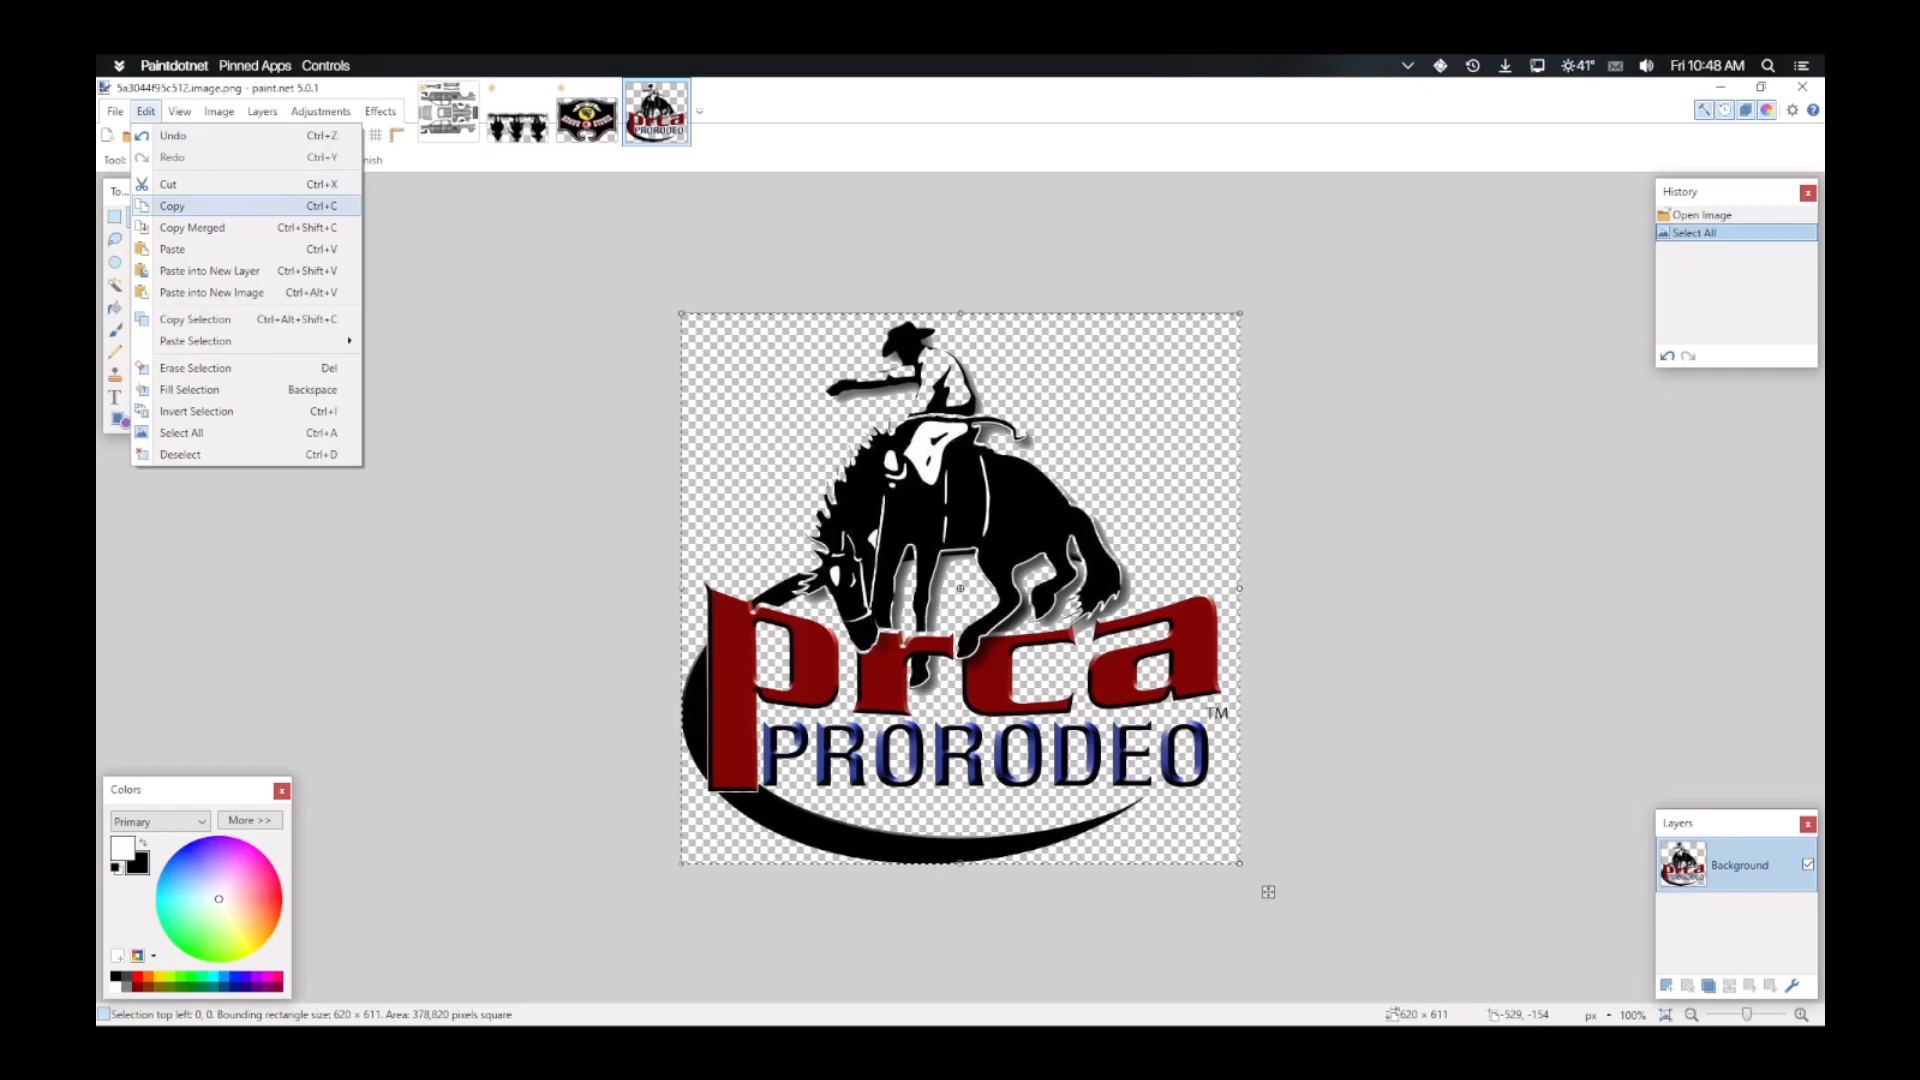 Paintdotnet Pinned Apps Controls
41° Fri 10:48 AM
5a3044f95c512.image.png - paint.net 5.0.1
File Edit View Image Layers Adjustments Effects
Undo Ctrl+Z
Tool: Redo Ctrl+Y nish
Cut Ctrl+X
To... Copy Ctrl+C
Copy Merged Ctrl+Shift+C
Paste Ctrl+V
Paste into New Layer Ctrl+Shift+V
Paste into New Image Ctrl+Alt+V
Copy Selection Ctrl+Alt+Shift+C
Paste Selection
Erase Selection Del
Fill Selection Backspace
Invert Selection Ctrl+I
Select All Ctrl+A
Deselect Ctrl+D
History
Open Image
Select All
prca
TM
PRORODEO
Colors
Primary More >>
Layers
Background
Selection top left: 0, 0. Bounding rectangle size: 620 × 611. Area: 378,820 pixels square
620 × 611 -529, -154 px 100%